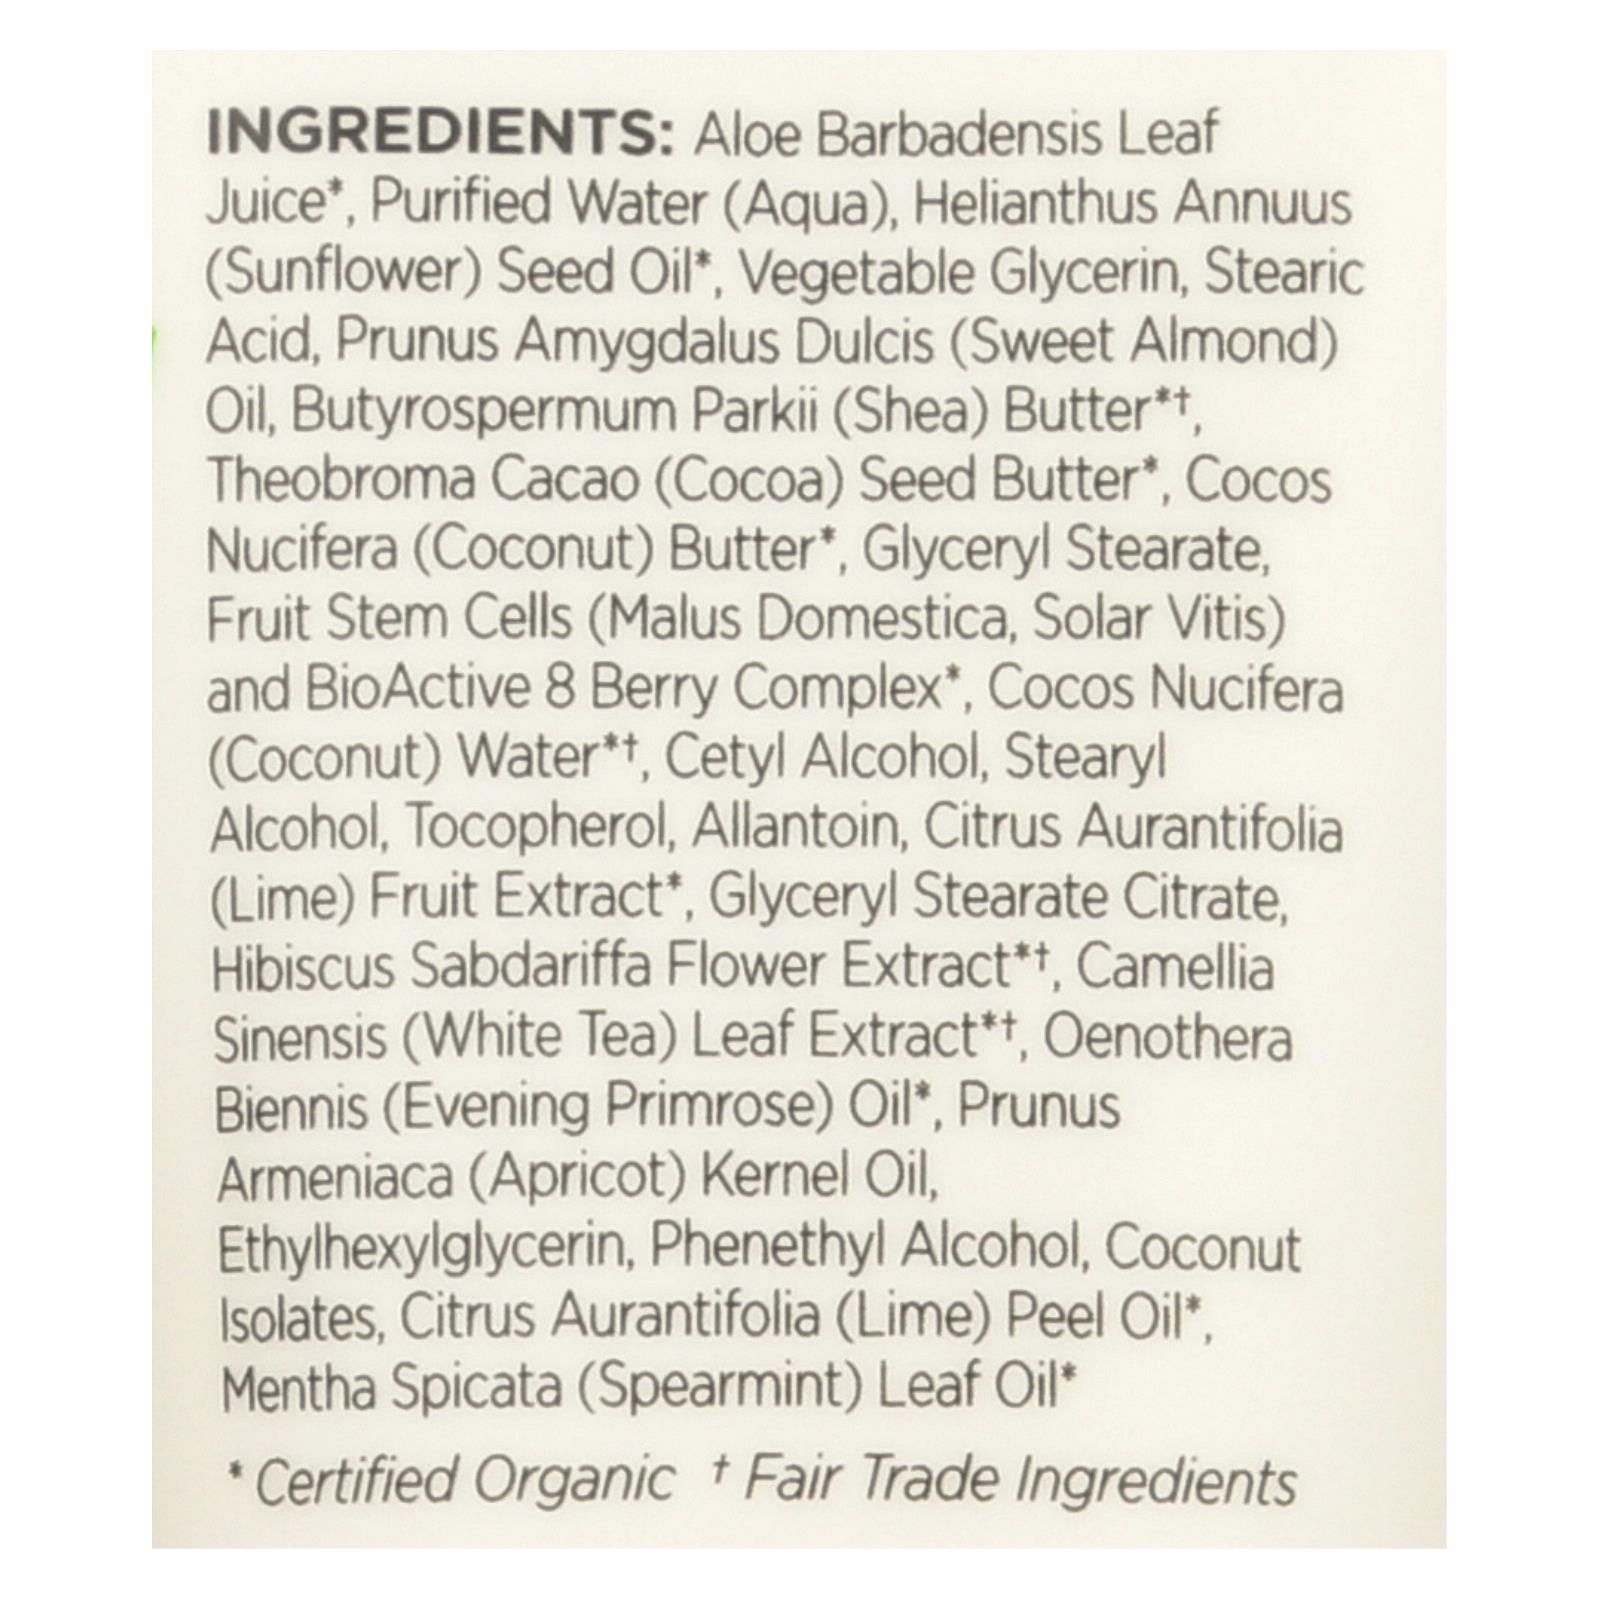 INGREDIENTS: Aloe Barbadensis Leaf
Juice*, Purified Water (Aqua), Helianthus Annuus
(Sunflower) Seed Oil*, Vegetable Glycerin, Stearic
Acid, Prunus Amygdalus Dulcis (Sweet Almond)
Oil, Butyrospermum Parkii (Shea) Butter*†,
Theobroma Cacao (Cocoa) Seed Butter*, Cocos
Nucifera (Coconut) Butter*, Glyceryl Stearate,
Fruit Stem Cells (Malus Domestica, Solar Vitis)
and BioActive 8 Berry Complex*, Cocos Nucifera
(Coconut) Water*†, Cetyl Alcohol, Stearyl
Alcohol, Tocopherol, Allantoin, Citrus Aurantifolia
(Lime) Fruit Extract*, Glyceryl Stearate Citrate,
Hibiscus Sabdariffa Flower Extract*†, Camellia
Sinensis (White Tea) Leaf Extract*†, Oenothera
Biennis (Evening Primrose) Oil*, Prunus
Armeniaca (Apricot) Kernel Oil,
Ethylhexylglycerin, Phenethyl Alcohol, Coconut
Isolates, Citrus Aurantifolia (Lime) Peel Oil*,
Mentha Spicata (Spearmint) Leaf Oil*
* Certified Organic † Fair Trade Ingredients